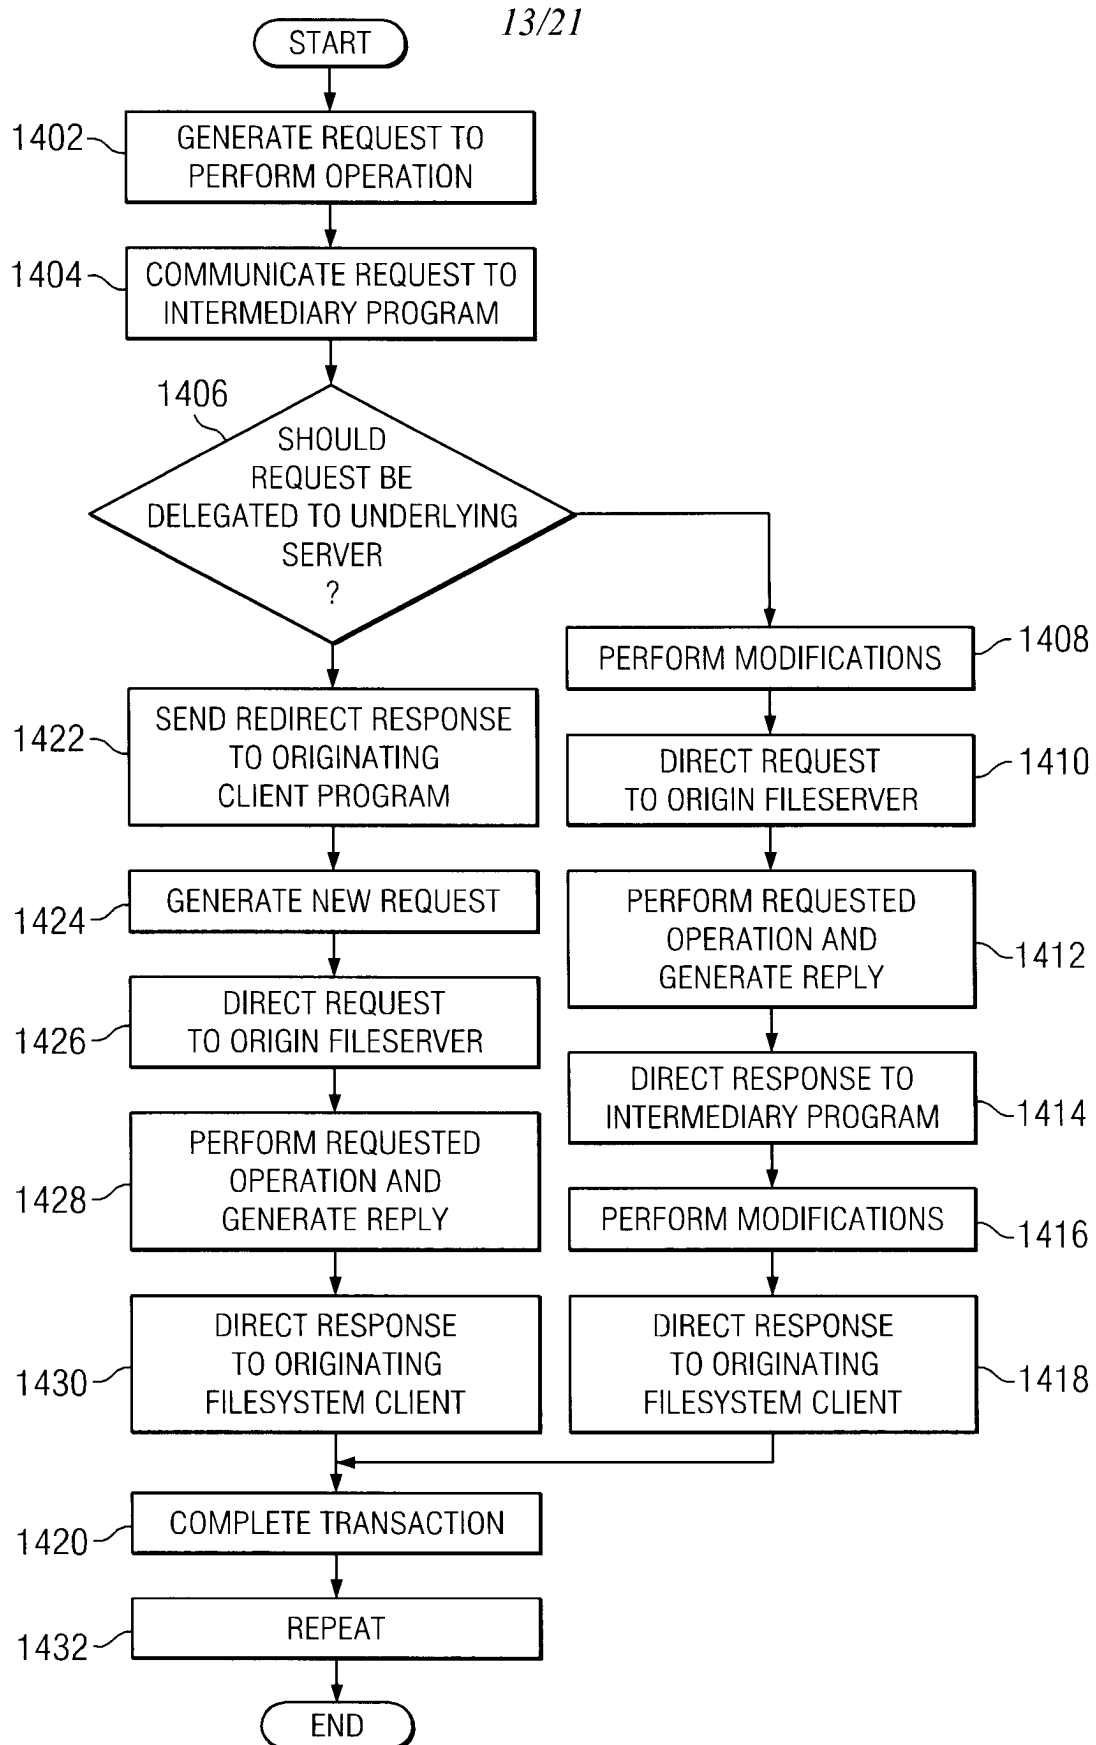 13/21
START
1402
GENERATE REQUEST TO
PERFORM OPERATION
1404
COMMUNICATE REQUEST TO
INTERMEDIARY PROGRAM
1406
SHOULD
REQUEST BE
DELEGATED TO UNDERLYING
SERVER
?
PERFORM MODIFICATIONS
1408
1422
SEND REDIRECT RESPONSE
TO ORIGINATING
CLIENT PROGRAM
DIRECT REQUEST
TO ORIGIN FILESERVER
1410
GENERATE NEW REQUEST
1424
PERFORM REQUESTED
OPERATION AND
GENERATE REPLY
1412
DIRECT REQUEST
TO ORIGIN FILESERVER
1426
DIRECT RESPONSE TO
INTERMEDIARY PROGRAM
1414
PERFORM REQUESTED
OPERATION AND
GENERATE REPLY
1428
PERFORM MODIFICATIONS
1416
DIRECT RESPONSE
TO ORIGINATING
FILESYSTEM CLIENT
1430
DIRECT RESPONSE
TO ORIGINATING
FILESYSTEM CLIENT
1418
COMPLETE TRANSACTION
1420
REPEAT
1432
END